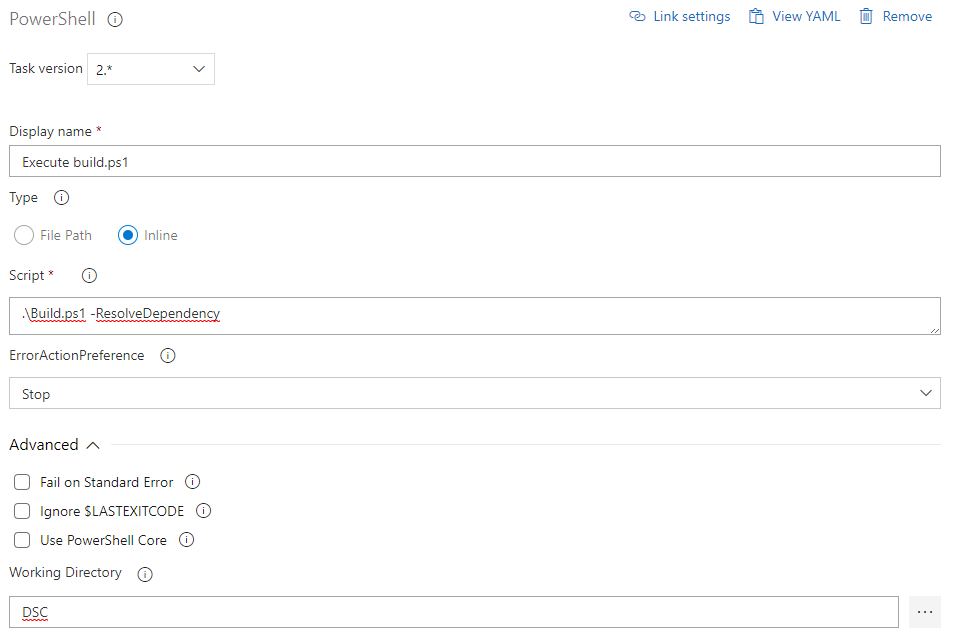 PowerShell
Link settings View YAML Remove
Task version 2.*
Display name *
Execute build.ps1
Type
File Path Inline
Script *
.\Build.ps1 -ResolveDependency
ErrorActionPreference
Stop
Advanced
Fail on Standard Error
Ignore $LASTEXITCODE
Use PowerShell Core
Working Directory
DSC